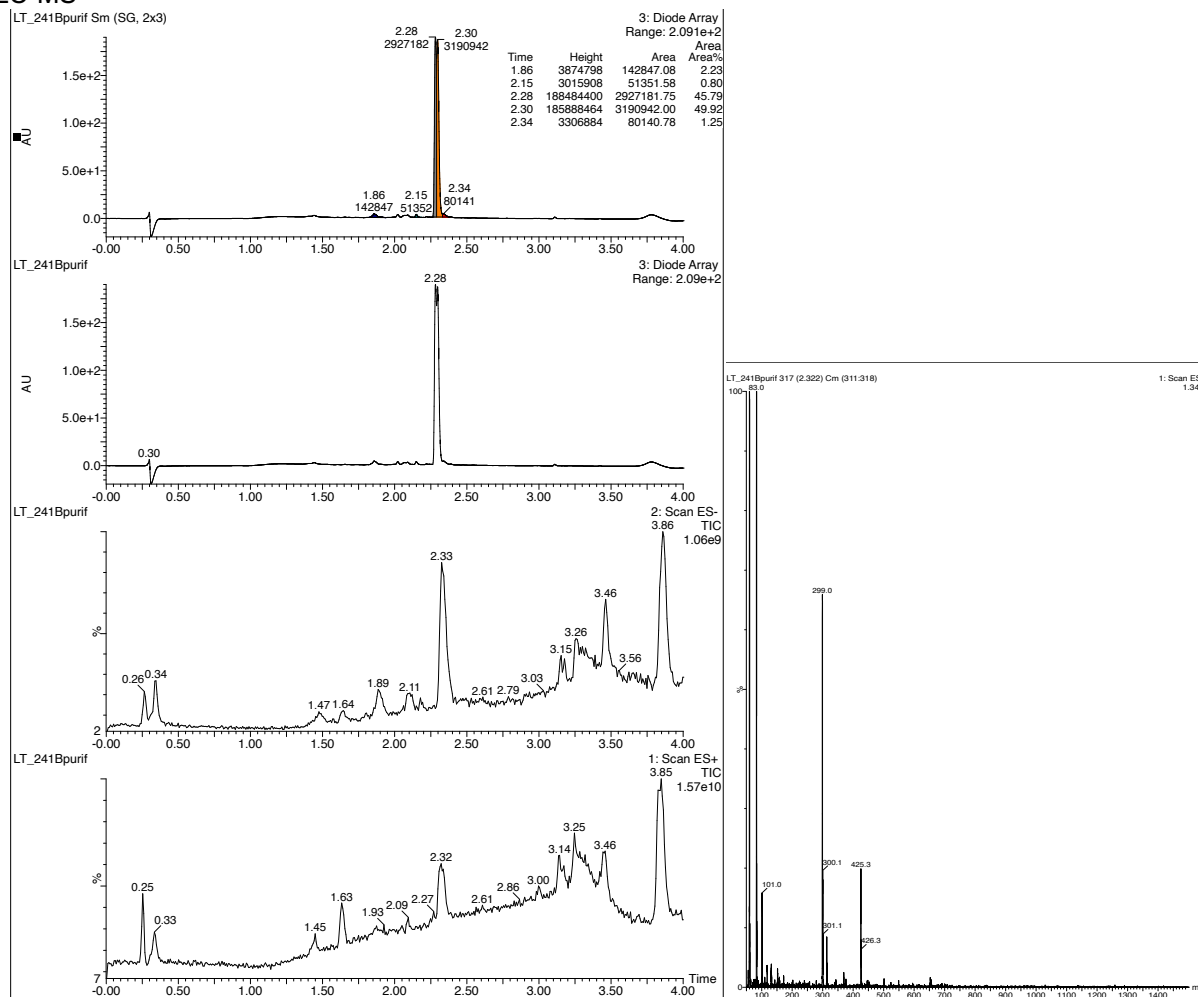 LT_241Bpurif Sm (SG, 2x3)
3: Diode Array
Range: 2.091e+2
Area
Time Height Area Area%
1.86 3874798 142847.08 2.23
2.15 3015908 51351.58 0.80
2.28 188484400 2927181.75 45.79
2.30 185888464 3190942.00 49.92
2.34 3306884 80140.78 1.25
2.28
2927182
2.30
3190942
AU
1.5e+2
1.0e+2
5.0e+1
0.0
1.86
142847
2.15
51352
2.34
80141
-0.00 0.50 1.00 1.50 2.00 2.50 3.00 3.50 4.00
LT_241Bpurif
3: Diode Array
Range: 2.09e+2
2.28
AU
1.5e+2
1.0e+2
5.0e+1
0.0
0.30
-0.00 0.50 1.00 1.50 2.00 2.50 3.00 3.50 4.00
LT_241Bpurif
2: Scan ES-
TIC
1.06e9
%
2
0.26 0.34 1.47 1.64 1.89 2.11 2.33 2.61 2.79 3.03 3.15 3.26 3.46 3.56 3.86
0.00 0.50 1.00 1.50 2.00 2.50 3.00 3.50 4.00
LT_241Bpurif
1: Scan ES+
TIC
1.57e10
%
7
0.25 0.33 1.45 1.63 1.93 2.09 2.27 2.32 2.61 2.86 3.00 3.14 3.25 3.46 3.85
Time
0.00 0.50 1.00 1.50 2.00 2.50 3.00 3.50 4.00
LT_241Bpurif 317 (2.322) Cm (311:318)
1: Scan ES
1.34
100
%
0
83.0
101.0
299.0
300.1
301.1
425.3
426.3
100 200 300 400 500 600 700 800 900 1000 1100 1200 1300 1400